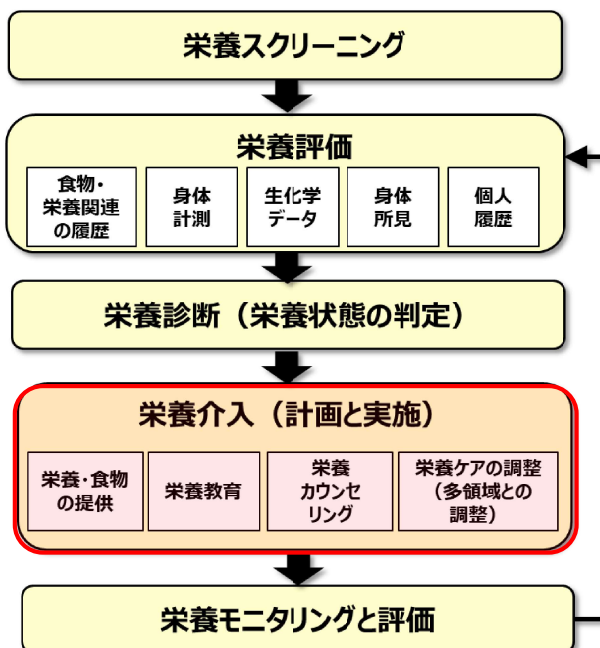 栄養スクリーニング
栄養評価
食物・
栄養関連
の履歴
身体
計測
生化学
データ
身体
所見
個人
履歴
栄養診断（栄養状態の判定）
栄養介入（計画と実施）
栄養・食物
の提供
栄養教育
栄養
カウンセ
リング
栄養ケアの調整
（多領域との
調整）
栄養モニタリングと評価